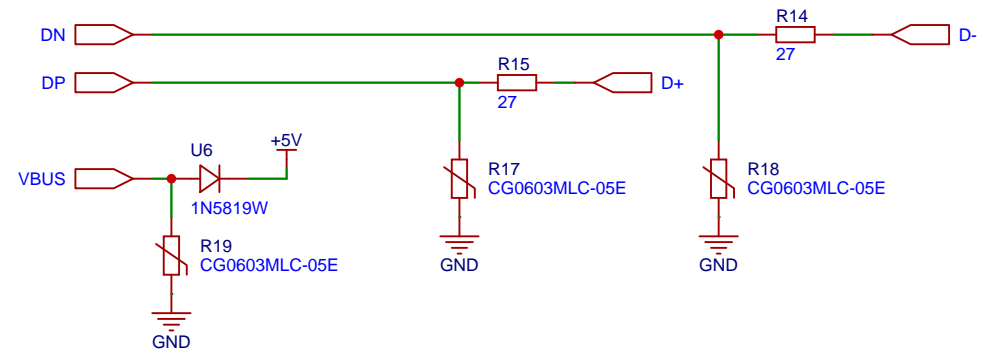 R14
DN
D-
27
R15
DP
D+
27
+5V
U6
VBUS
1N5819W
R17
CG0603MLC-05E
R18
CG0603MLC-05E
R19
CG0603MLC-05E
GND
GND
GND